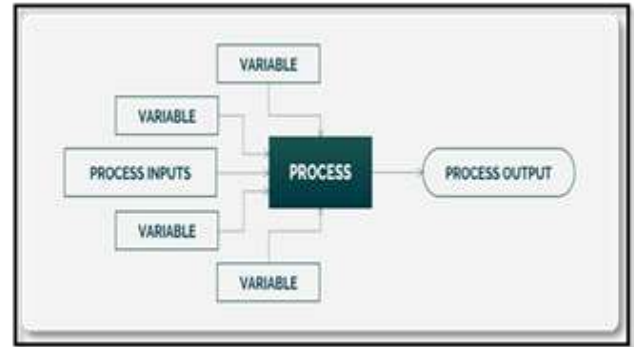 VARIABLE
VARIABLE
PROCESS INPUTS
PROCESS
PROCESS OUTPUT
VARIABLE
VARIABLE